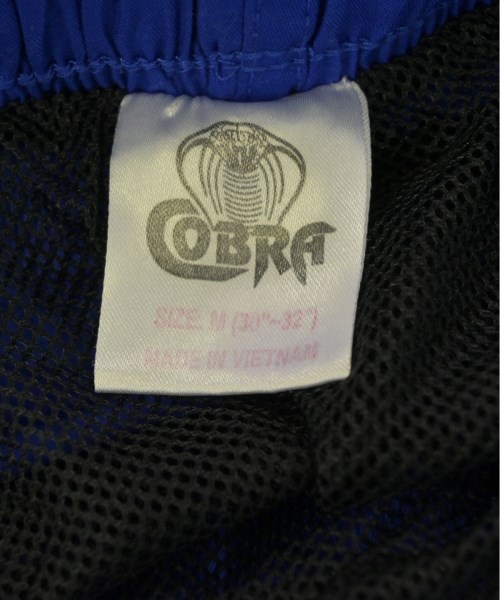 COBRA
SIZE: M (30"~32")
MADE IN VIETNAM